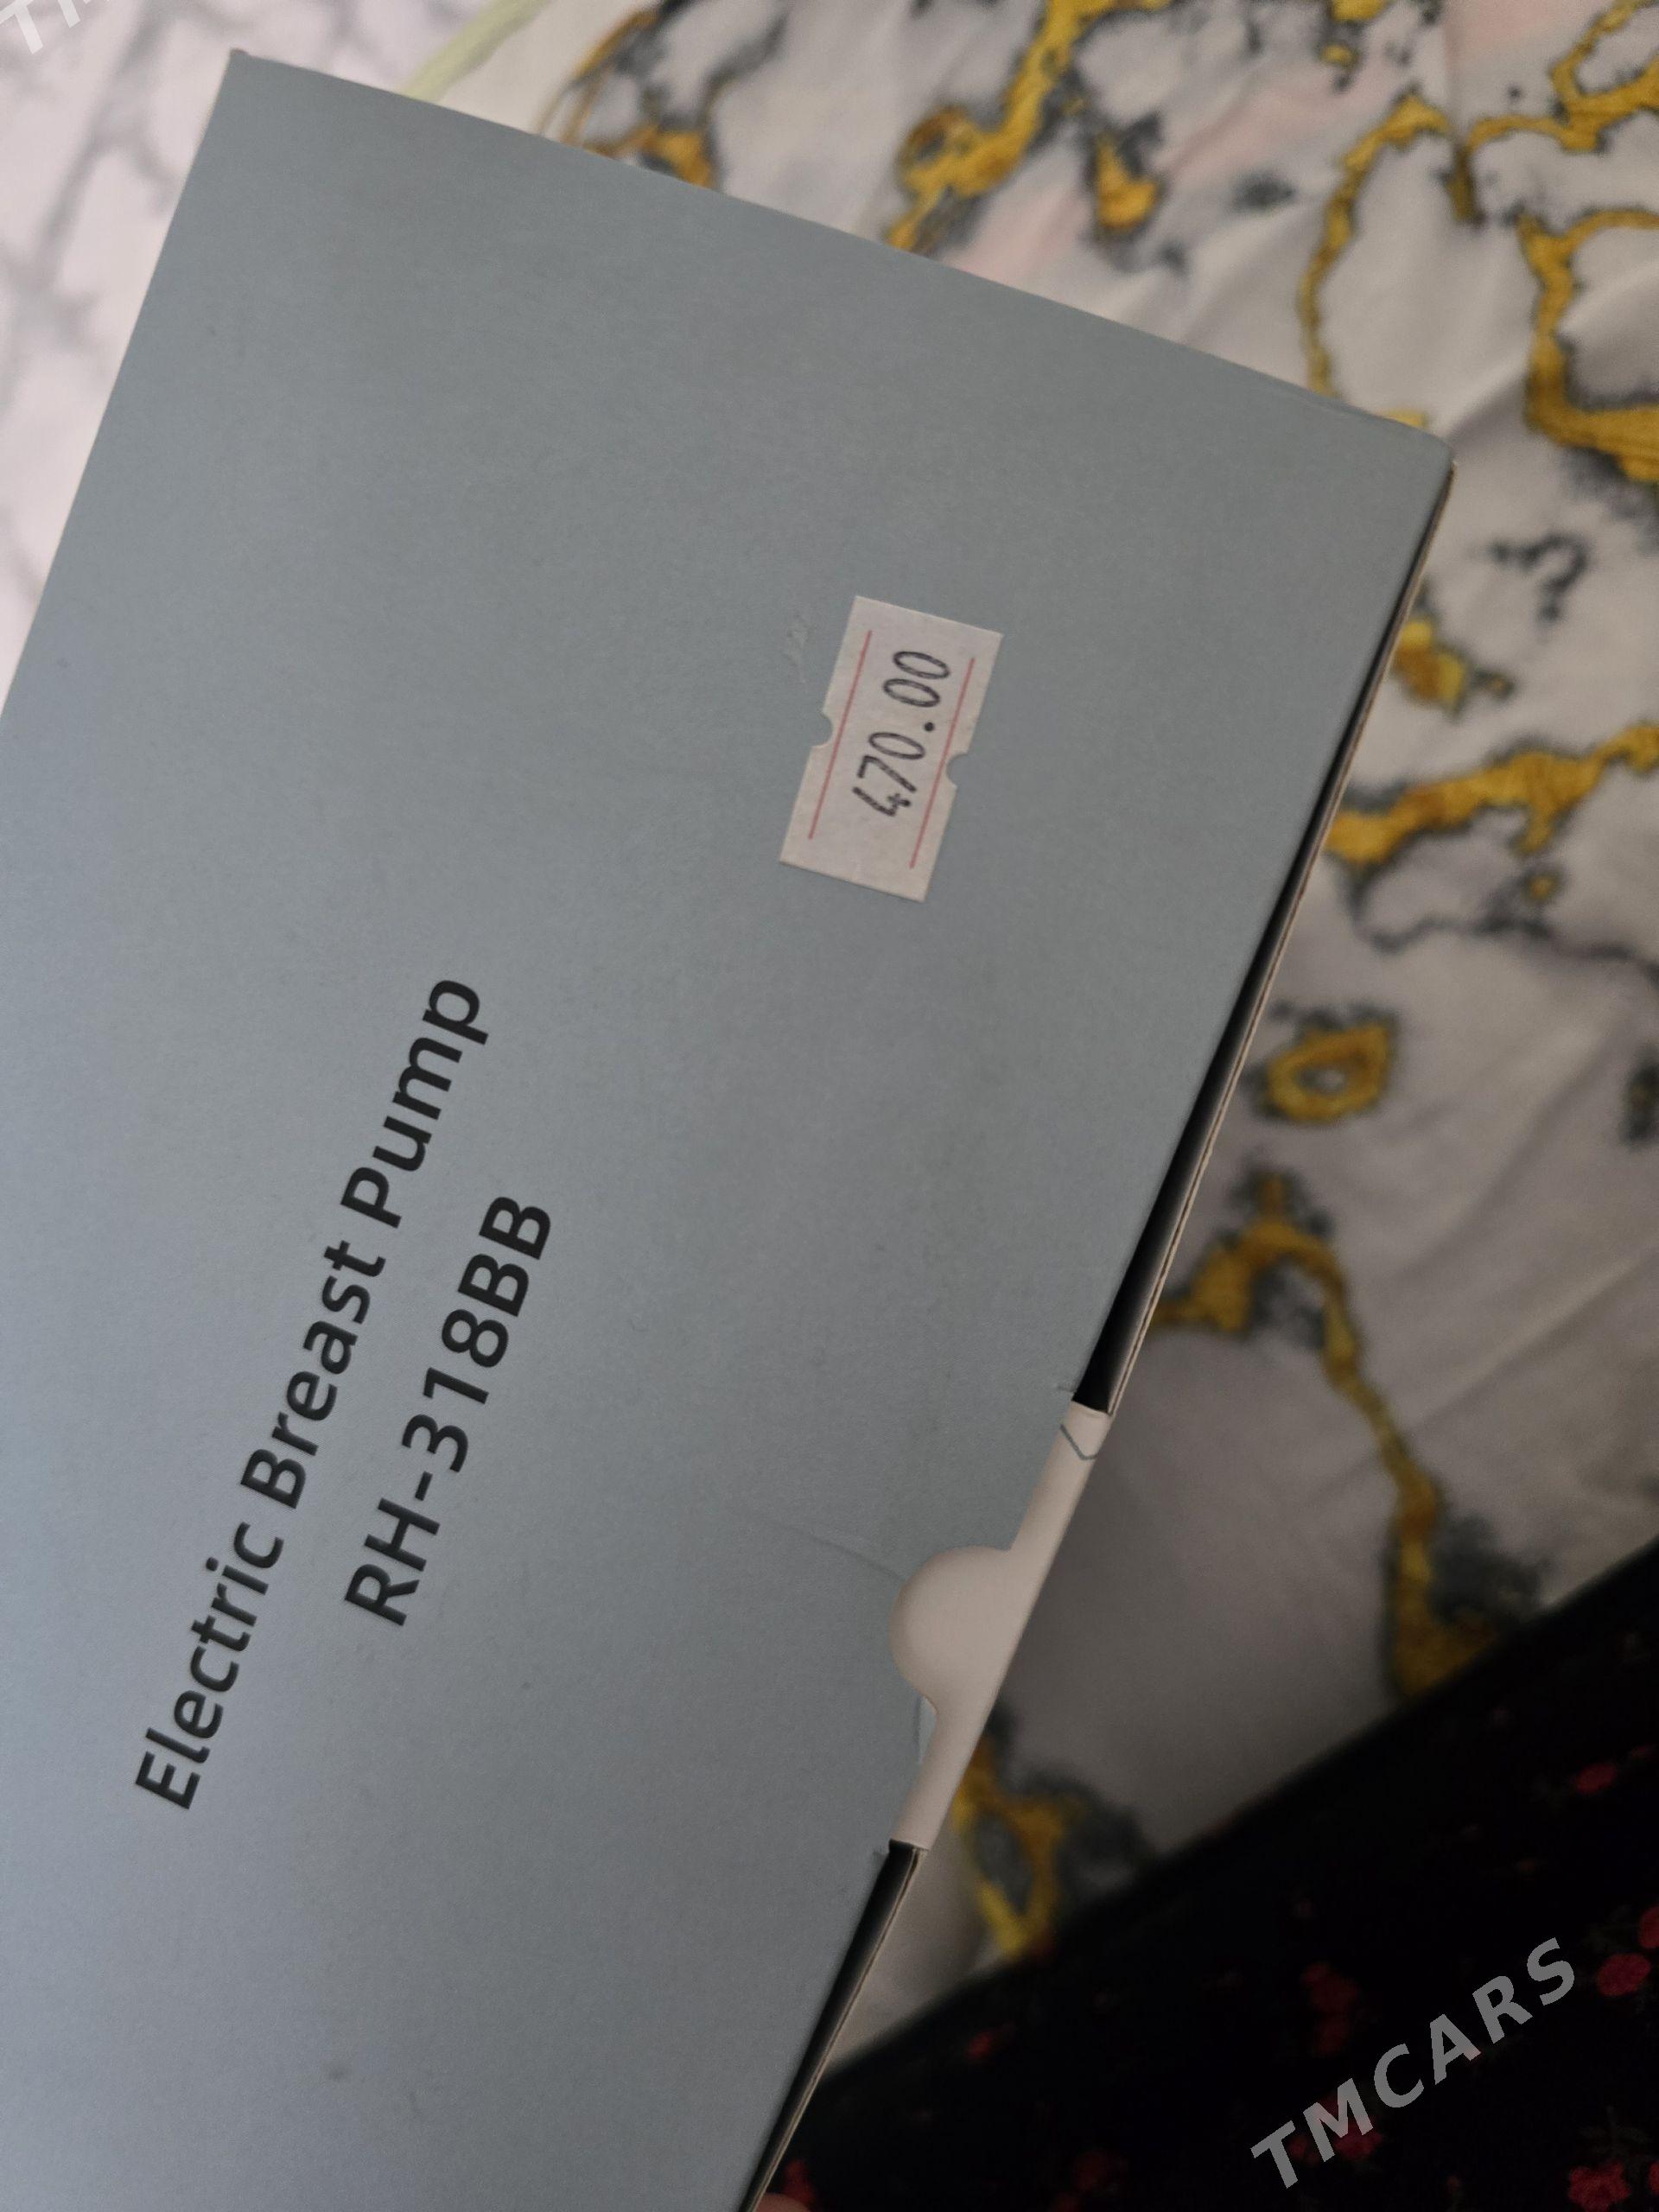 470.00
Electric Breast Pump
RH-318BB
TMCARS